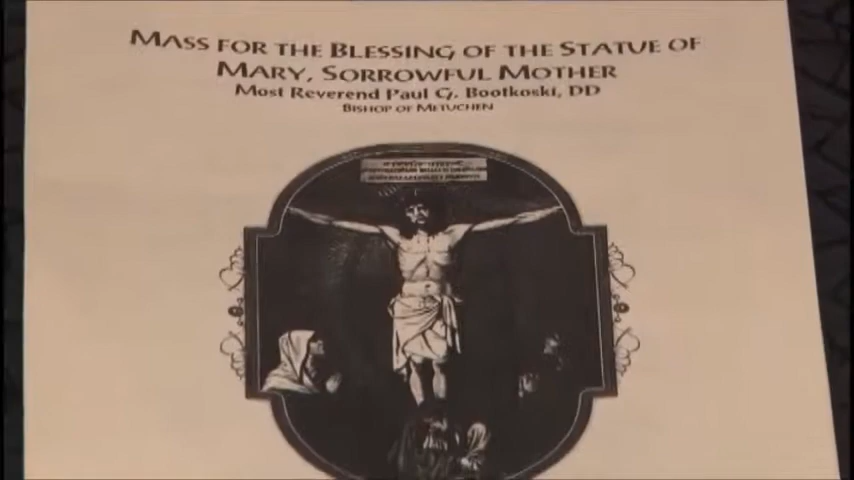 Mass for the Blessing of the Statue of
Mary, Sorrowful Mother
Most Reverend Paul G. Bootkoski, DD
Bishop of Metuchen